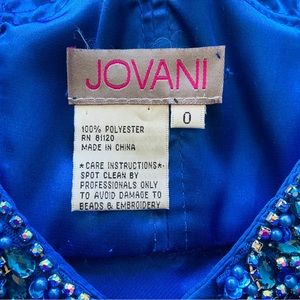 JOVANI
0
100% POLYESTER
RN 81120
MADE IN CHINA
*CARE INSTRUCTIONS*
SPOT CLEAN BY
PROFESSIONALS ONLY
TO AVOID DAMAGE TO
BEADS & EMBROIDERY